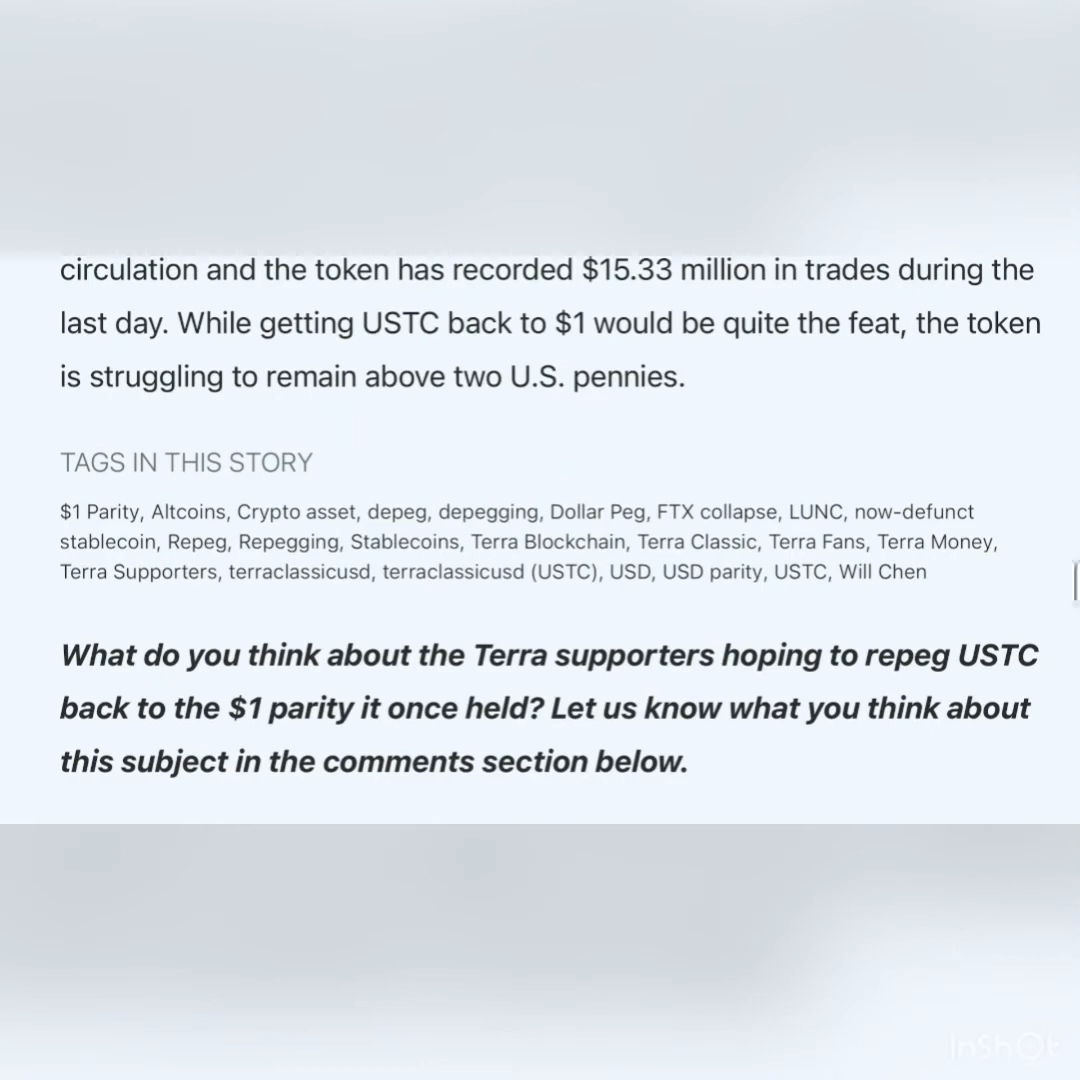 circulation and the token has recorded $15.33 million in trades during the
last day. While getting USTC back to $1 would be quite the feat, the token
is struggling to remain above two U.S. pennies.
TAGS IN THIS STORY
$1 Parity, Altcoins, Crypto asset, depeg, depegging, Dollar Peg, FTX collapse, LUNC, now-defunct
stablecoin, Repeg, Repegging, Stablecoins, Terra Blockchain, Terra Classic, Terra Fans, Terra Money,
Terra Supporters, terraclassicusd, terraclassicusd (USTC), USD, USD parity, USTC, Will Chen
What do you think about the Terra supporters hoping to repeg USTC
back to the $1 parity it once held? Let us know what you think about
this subject in the comments section below.
InShOt